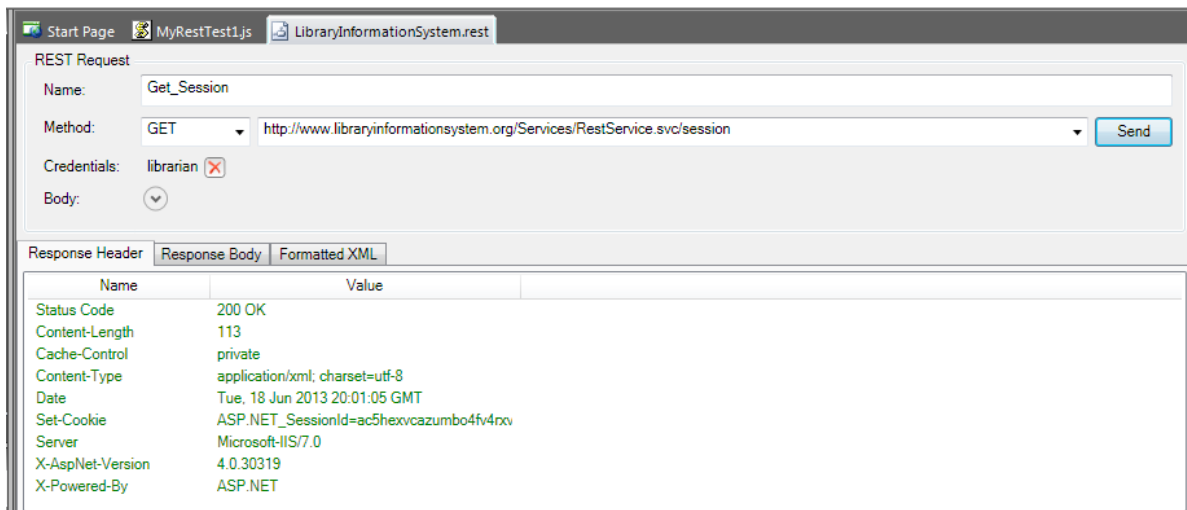 Start Page MyRestTest1.js LibraryInformationSystem.rest
REST Request
Name: Get_Session
Method: GET http://www.libraryinformationsystem.org/Services/RestService.svc/session Send
Credentials: librarian
Body:
Response Header Response Body Formatted XML
Name Value
Status Code 200 OK
Content-Length 113
Cache-Control private
Content-Type application/xml; charset=utf-8
Date Tue, 18 Jun 2013 20:01:05 GMT
Set-Cookie ASP.NET_SessionId=ac5hexvcazumbo4fv4rxv
Server Microsoft-IIS/7.0
X-AspNet-Version 4.0.30319
X-Powered-By ASP.NET